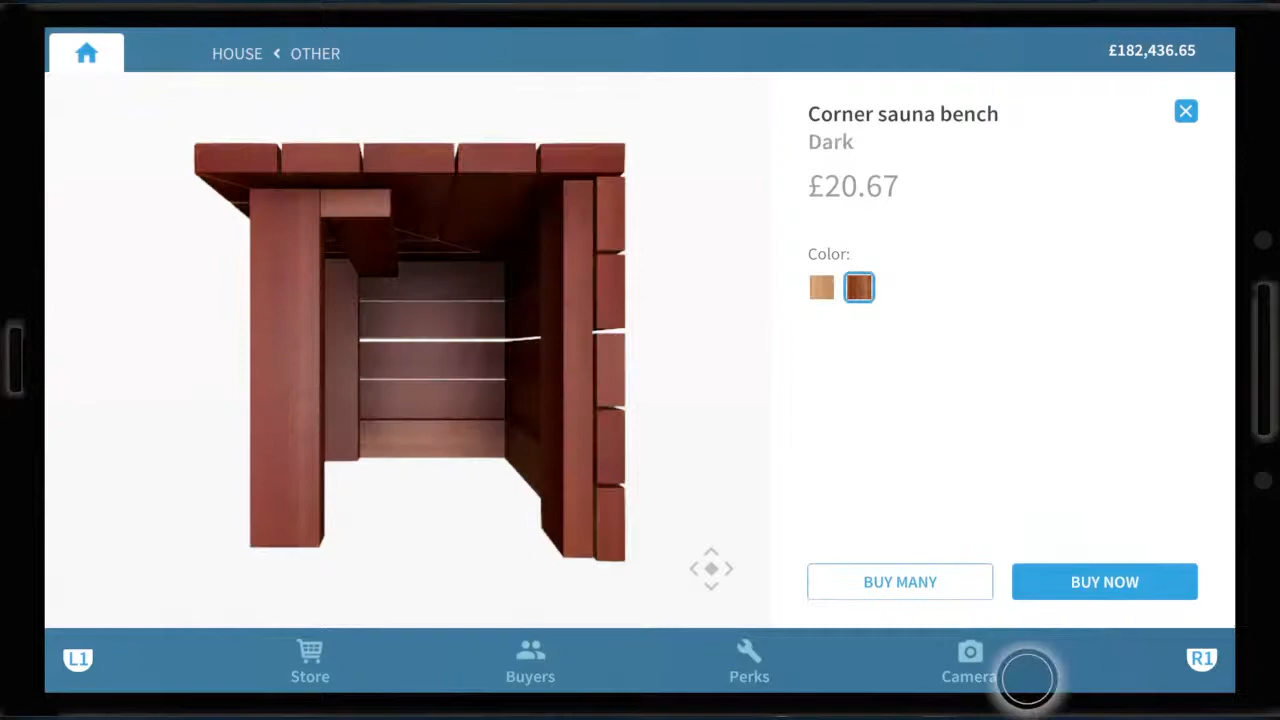 HOUSE < OTHER
£182,436.65
Corner sauna bench
Dark
£20.67
Color:
BUY MANY
BUY NOW
L1
Store
Buyers
Perks
Camera
R1